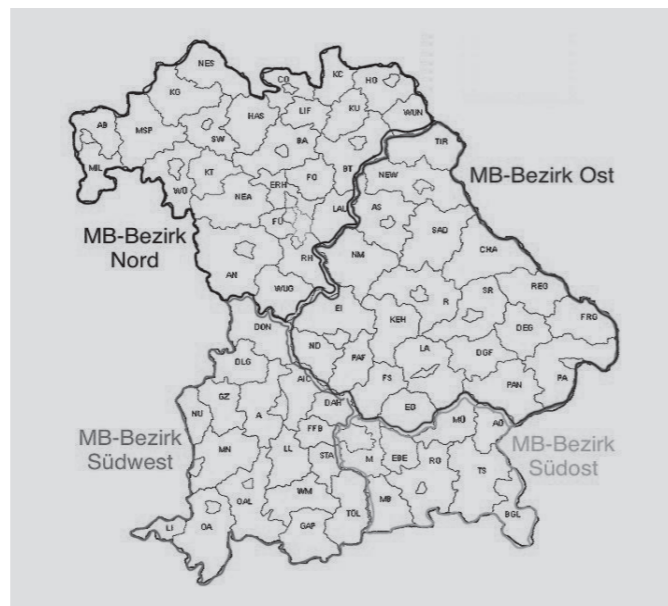 NES
CO
KC
HO
KG
HAS
LIF
KU
WUN
AB
MSP
SW
BA
TIR
MIL
WÜ
KT
FO
BT
NEW
MB-Bezirk Ost
NEA
ERH
LAU
AS
FÜ
SAD
MB-Bezirk
Nord
AN
RH
NM
CHA
WUG
EI
R
SR
REG
DON
KEH
DEG
FRG
ND
PAF
LA
DGF
DLG
AIC
FS
PAN
PA
GZ
DAH
ED
NU
A
MÜ
AÖ
MB-Bezirk
Südwest
FFB
MB-Bezirk
Südost
MN
LL
STA
M
EBE
RO
TS
OAL
WM
MB
TÖL
BGL
LI
OA
GAP